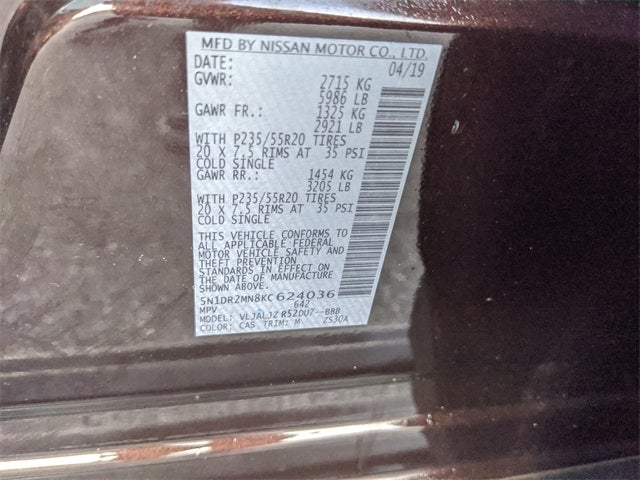 MFD BY NISSAN MOTOR CO., LTD.
DATE: 04/19
GVWR: 2715 KG
5986 LB
GAWR FR.: 1325 KG
2921 LB
WITH P235/55R20 TIRES
20 X 7.5 RIMS AT 35 PSI
COLD SINGLE
GAWR RR.: 1454 KG
3205 LB
WITH P235/55R20 TIRES
20 X 7.5 RIMS AT 35 PSI
COLD SINGLE
THIS VEHICLE CONFORMS TO
ALL APPLICABLE FEDERAL
MOTOR VEHICLE SAFETY AND
THEFT PREVENTION
STANDARDS IN EFFECT ON
THE DATE OF MANUFACTURE
SHOWN ABOVE.
5N1DR2MN8KC624036
MPV 642
MODEL: VLJALJZ R52DU7--BBB
COLOR: CAS TRIM: M ZS30A